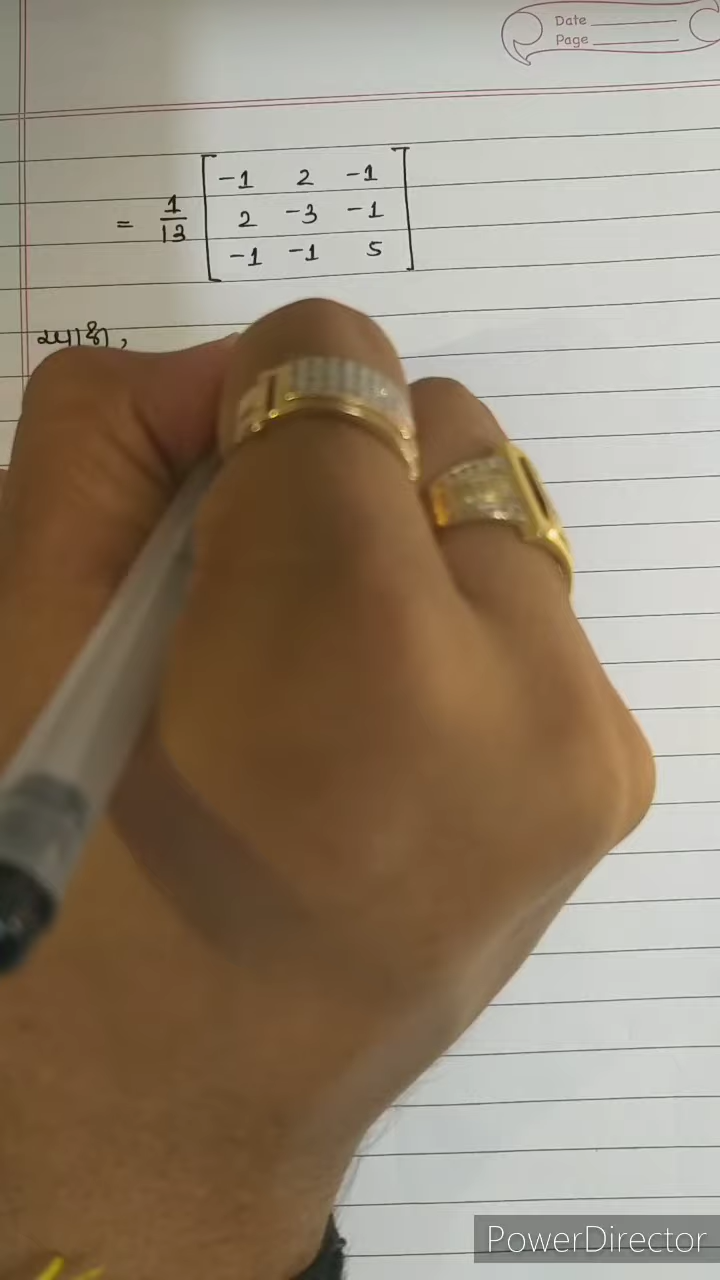 Date
Page
= 1/13 [ -1 2 -1
2 -3 -1
-1 -1 5 ]
PowerDirector